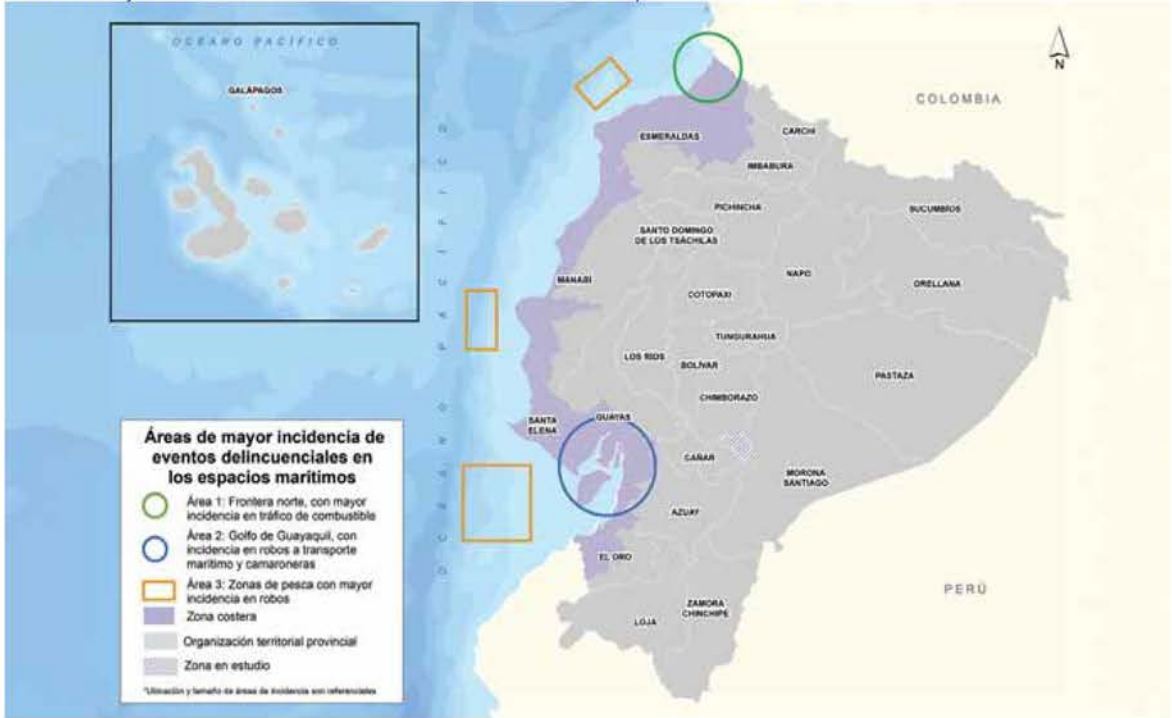 OCEANO PACÍFICO
GALÁPAGOS
N
COLOMBIA
ESMERALDAS
CARCHI
IMBABURA
PICHINCHA
SUCUMBÍOS
SANTO DOMINGO
DE LOS TSÁCHILAS
NAPO
MANABÍ
ORELLANA
COTOPAXI
TUNGURAHUA
LOS RÍOS
BOLÍVAR
PASTAZA
CHIMBORAZO
SANTA
ELENA
GUAYAS
CAÑAR
MORONA
SANTIAGO
AZUAY
EL ORO
PERÚ
ZAMORA
CHINCHIPE
LOJA
OCÉANO PACÍFICO
Áreas de mayor incidencia de
eventos delincuenciales en
los espacios marítimos
Área 1: Frontera norte, con mayor
incidencia en tráfico de combustible
Área 2: Golfo de Guayaquil, con
incidencia en robos a transporte
marítimo y camaroneras
Área 3: Zonas de pesca con mayor
incidencia en robos
Zona costera
Organización territorial provincial
Zona en estudio
*Ubicación y tamaño de áreas de incidencia son referenciales